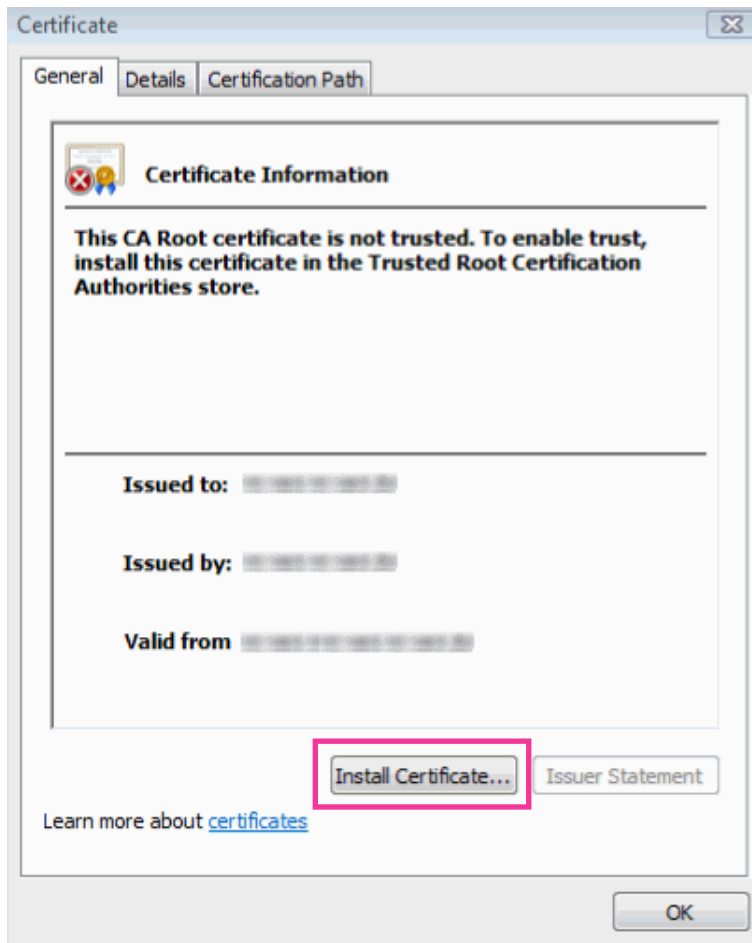 Certificate
General
Details
Certification Path
Certificate Information
This CA Root certificate is not trusted. To enable trust,
install this certificate in the Trusted Root Certification
Authorities store.
Issued to:
Issued by:
Valid from
Install Certificate...
Issuer Statement
Learn more about certificates
OK